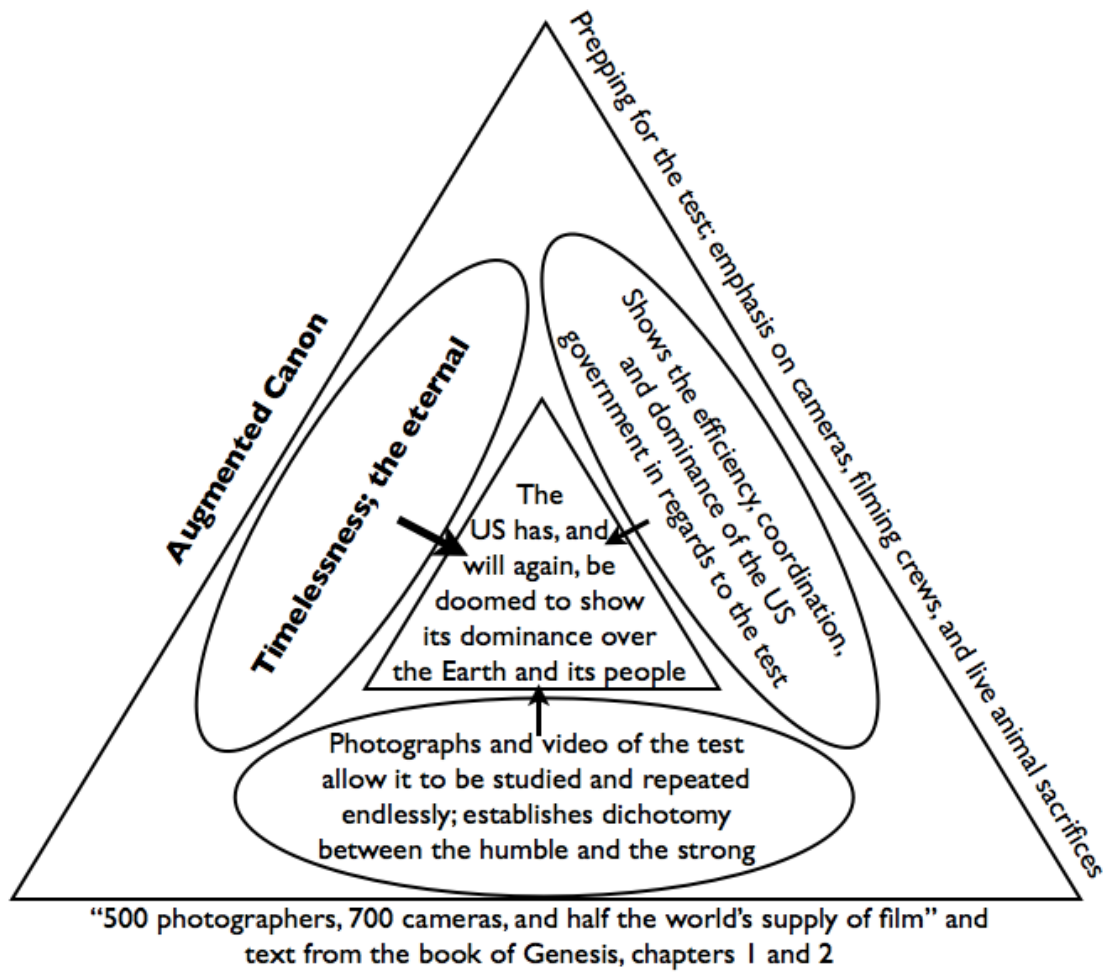 Prepping for the test; emphasis on cameras, filming crews, and live animal sacrifices
Augmented Canon
Timelessness; the eternal
Shows the efficiency, coordination,
and dominance of the US
government in regards to the test
The
US has, and
will again, be
doomed to show
its dominance over
the Earth and its people
Photographs and video of the test
allow it to be studied and repeated
endlessly; establishes dichotomy
between the humble and the strong
“500 photographers, 700 cameras, and half the world’s supply of film” and
text from the book of Genesis, chapters 1 and 2